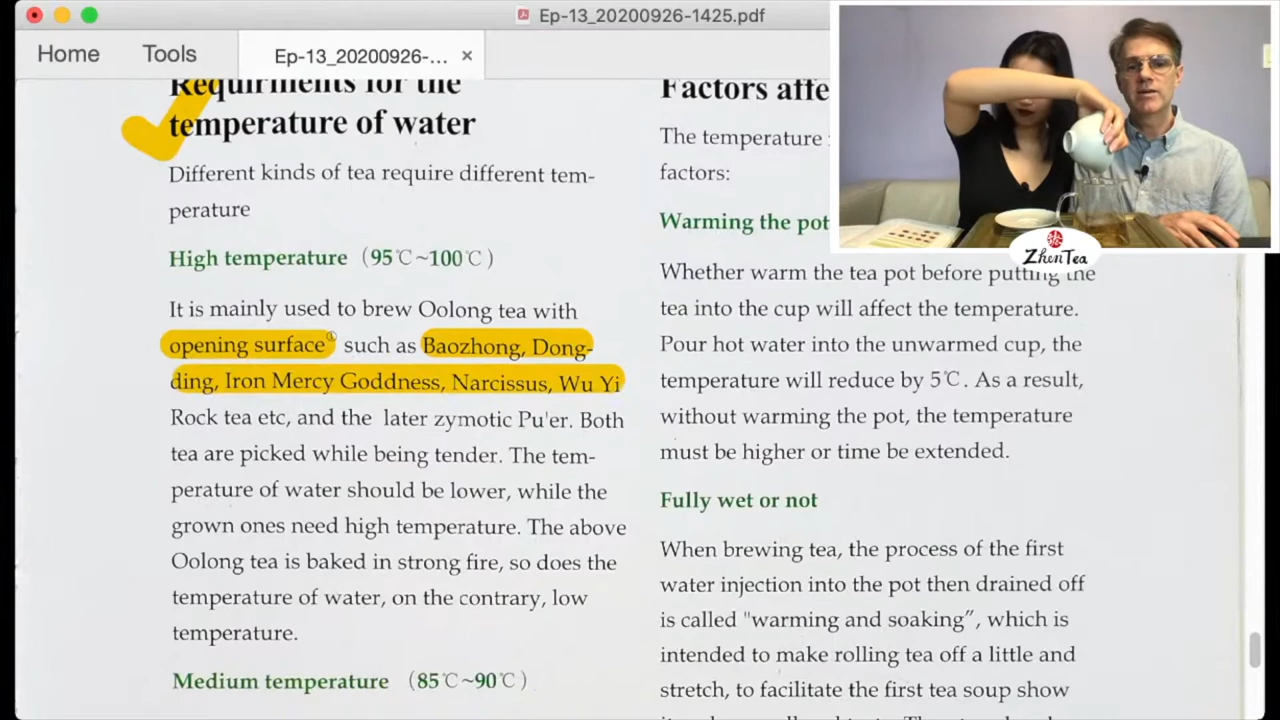 Ep-13_20200926-1425.pdf
Home
Tools
Ep-13_20200926-...
×
Requirments for the
temperature of water
Different kinds of tea require different tem-
perature
High temperature (95℃~100℃)
It is mainly used to brew Oolong tea with
opening surface① such as Baozhong, Dong-
ding, Iron Mercy Goddness, Narcissus, Wu Yi
Rock tea etc, and the later zymotic Pu'er. Both
tea are picked while being tender. The tem-
perature of water should be lower, while the
grown ones need high temperature. The above
Oolong tea is baked in strong fire, so does the
temperature of water, on the contrary, low
temperature.
Medium temperature (85℃~90℃)
Factors affe
The temperature
factors:
Warming the pot
Whether warm the tea pot before putting the
tea into the cup will affect the temperature.
Pour hot water into the unwarmed cup, the
temperature will reduce by 5℃. As a result,
without warming the pot, the temperature
must be higher or time be extended.
Fully wet or not
When brewing tea, the process of the first
water injection into the pot then drained off
is called "warming and soaking", which is
intended to make rolling tea off a little and
stretch, to facilitate the first tea soup show
ZhenTea